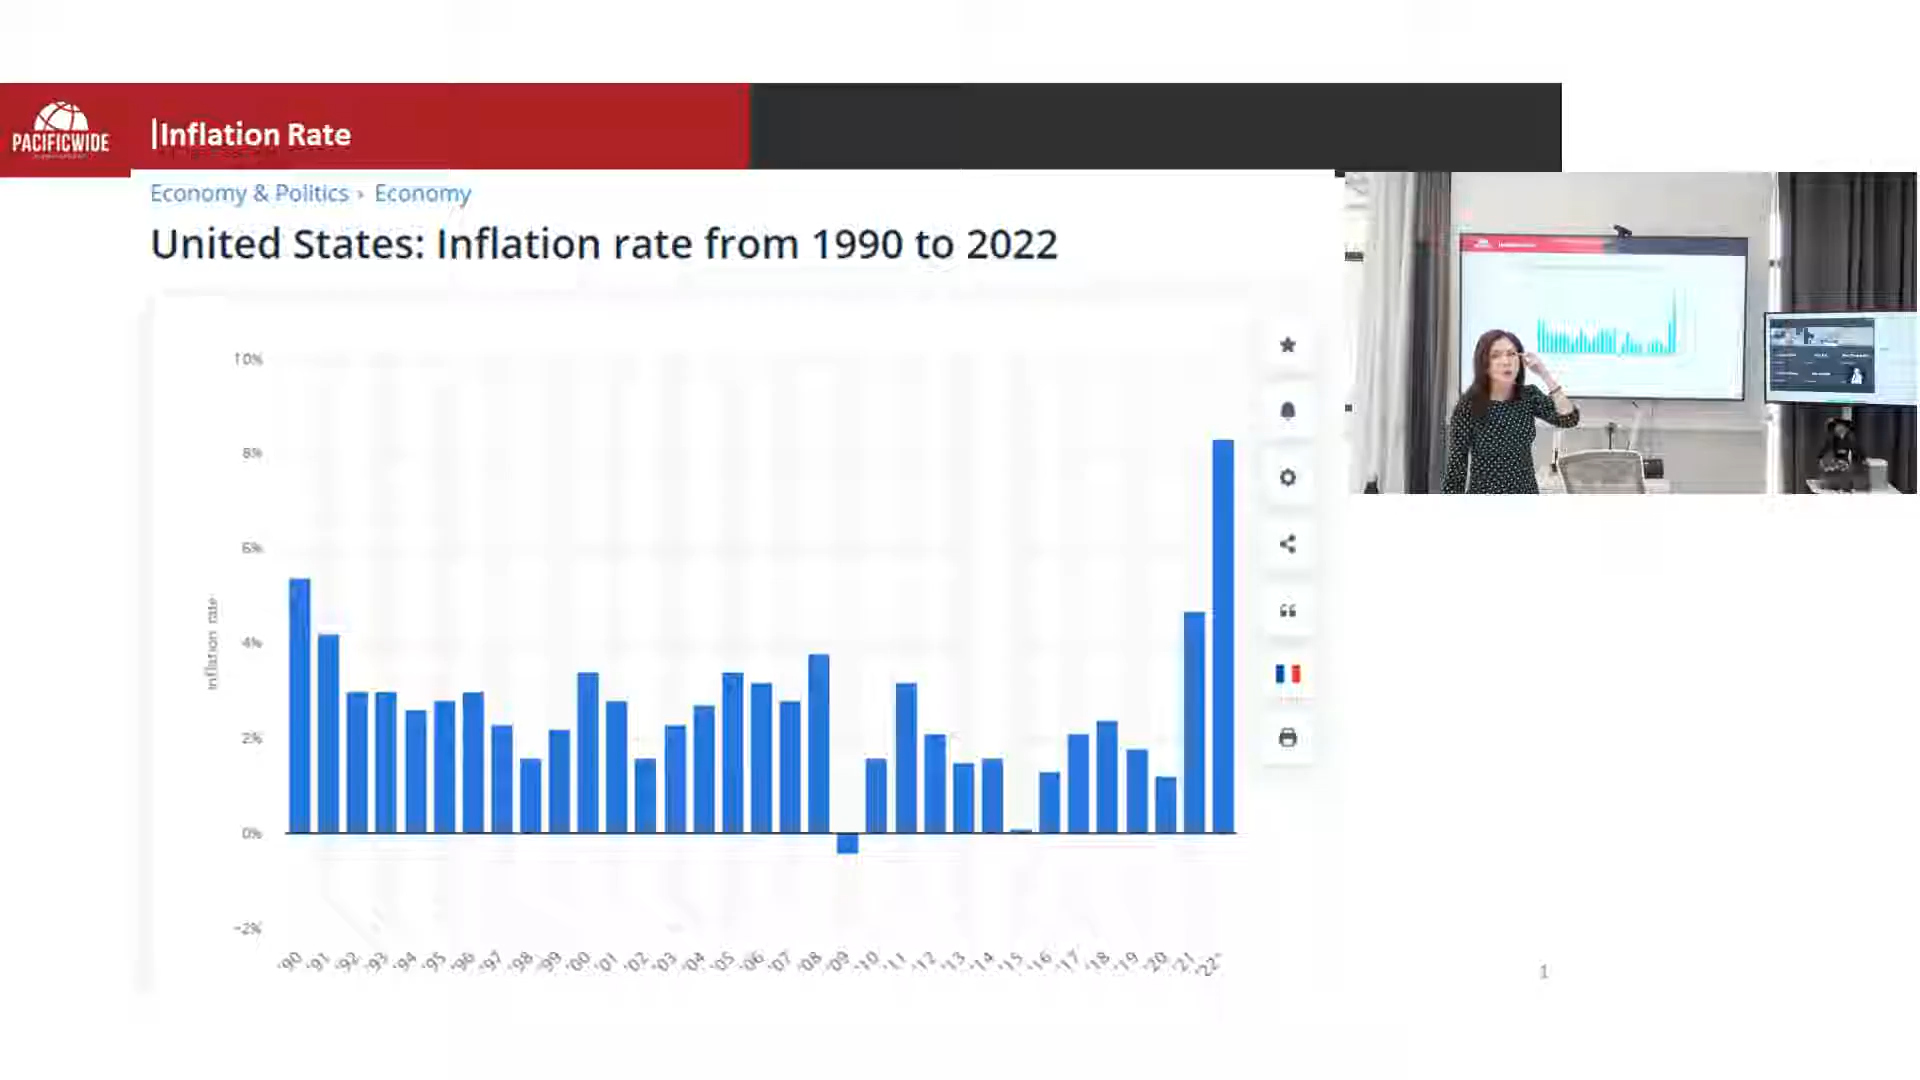 PACIFICWIDE
|Inflation Rate
Economy & Politics › Economy
United States: Inflation rate from 1990 to 2022
10%
8%
6%
4%
2%
0%
-2%
Inflation rate
'90 '91 '92 '93 '94 '95 '96 '97 '98 '99 '00 '01 '02 '03 '04 '05 '06 '07 '08 '09 '10 '11 '12 '13 '14 '15 '16 '17 '18 '19 '20 '21 '22*
1